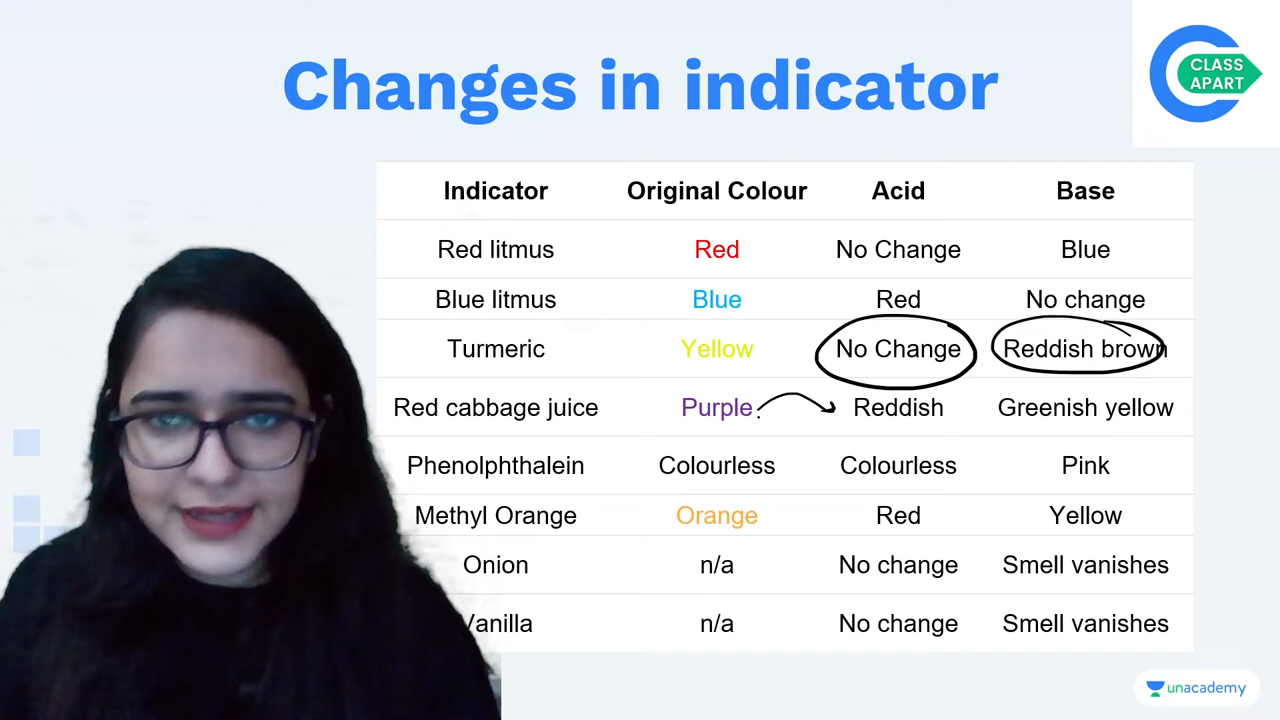 Changes in indicator
CLASS
APART
Indicator Original Colour Acid Base
Red litmus Red No Change Blue
Blue litmus Blue Red No change
Turmeric Yellow No Change Reddish brown
Red cabbage juice Purple Reddish Greenish yellow
Phenolphthalein Colourless Colourless Pink
Methyl Orange Orange Red Yellow
Onion n/a No change Smell vanishes
Vanilla n/a No change Smell vanishes
unacademy